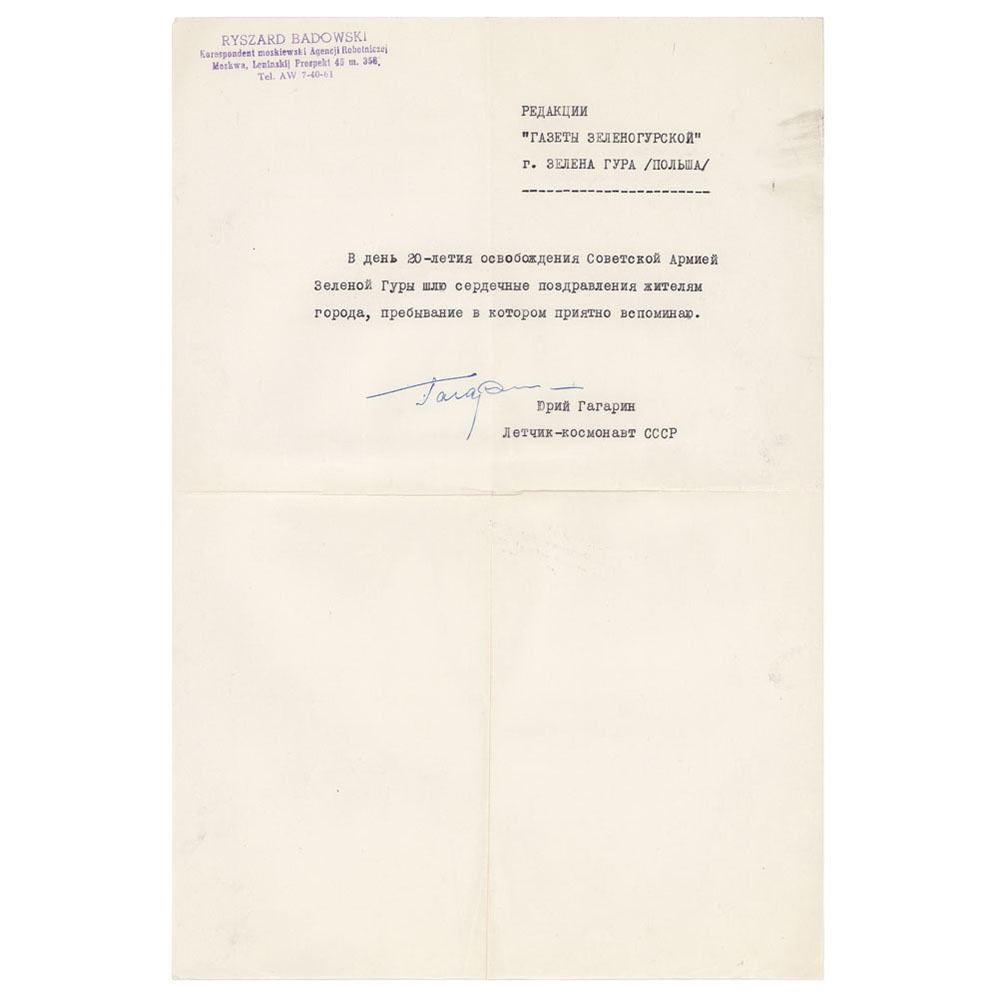 RYSZARD BADOWSKI
Korespondent moskiewski Agencji Robotniczej
Moskwa, Leninskij Prospekt 45 m. 358,
Tel. AW 7-40-61
РЕДАКЦИИ
"ГАЗЕТЫ ЗЕЛЕНОГУРСКОЙ"
г. ЗЕЛЕНА ГУРА /ПОЛЬША/
-----------------------
В день 20-летия освобождения Советской Армией
Зеленой Гуры шлю сердечные поздравления жителям
города, пребывание в котором приятно вспоминаю.
Гагарин
Юрий Гагарин
Летчик-космонавт СССР